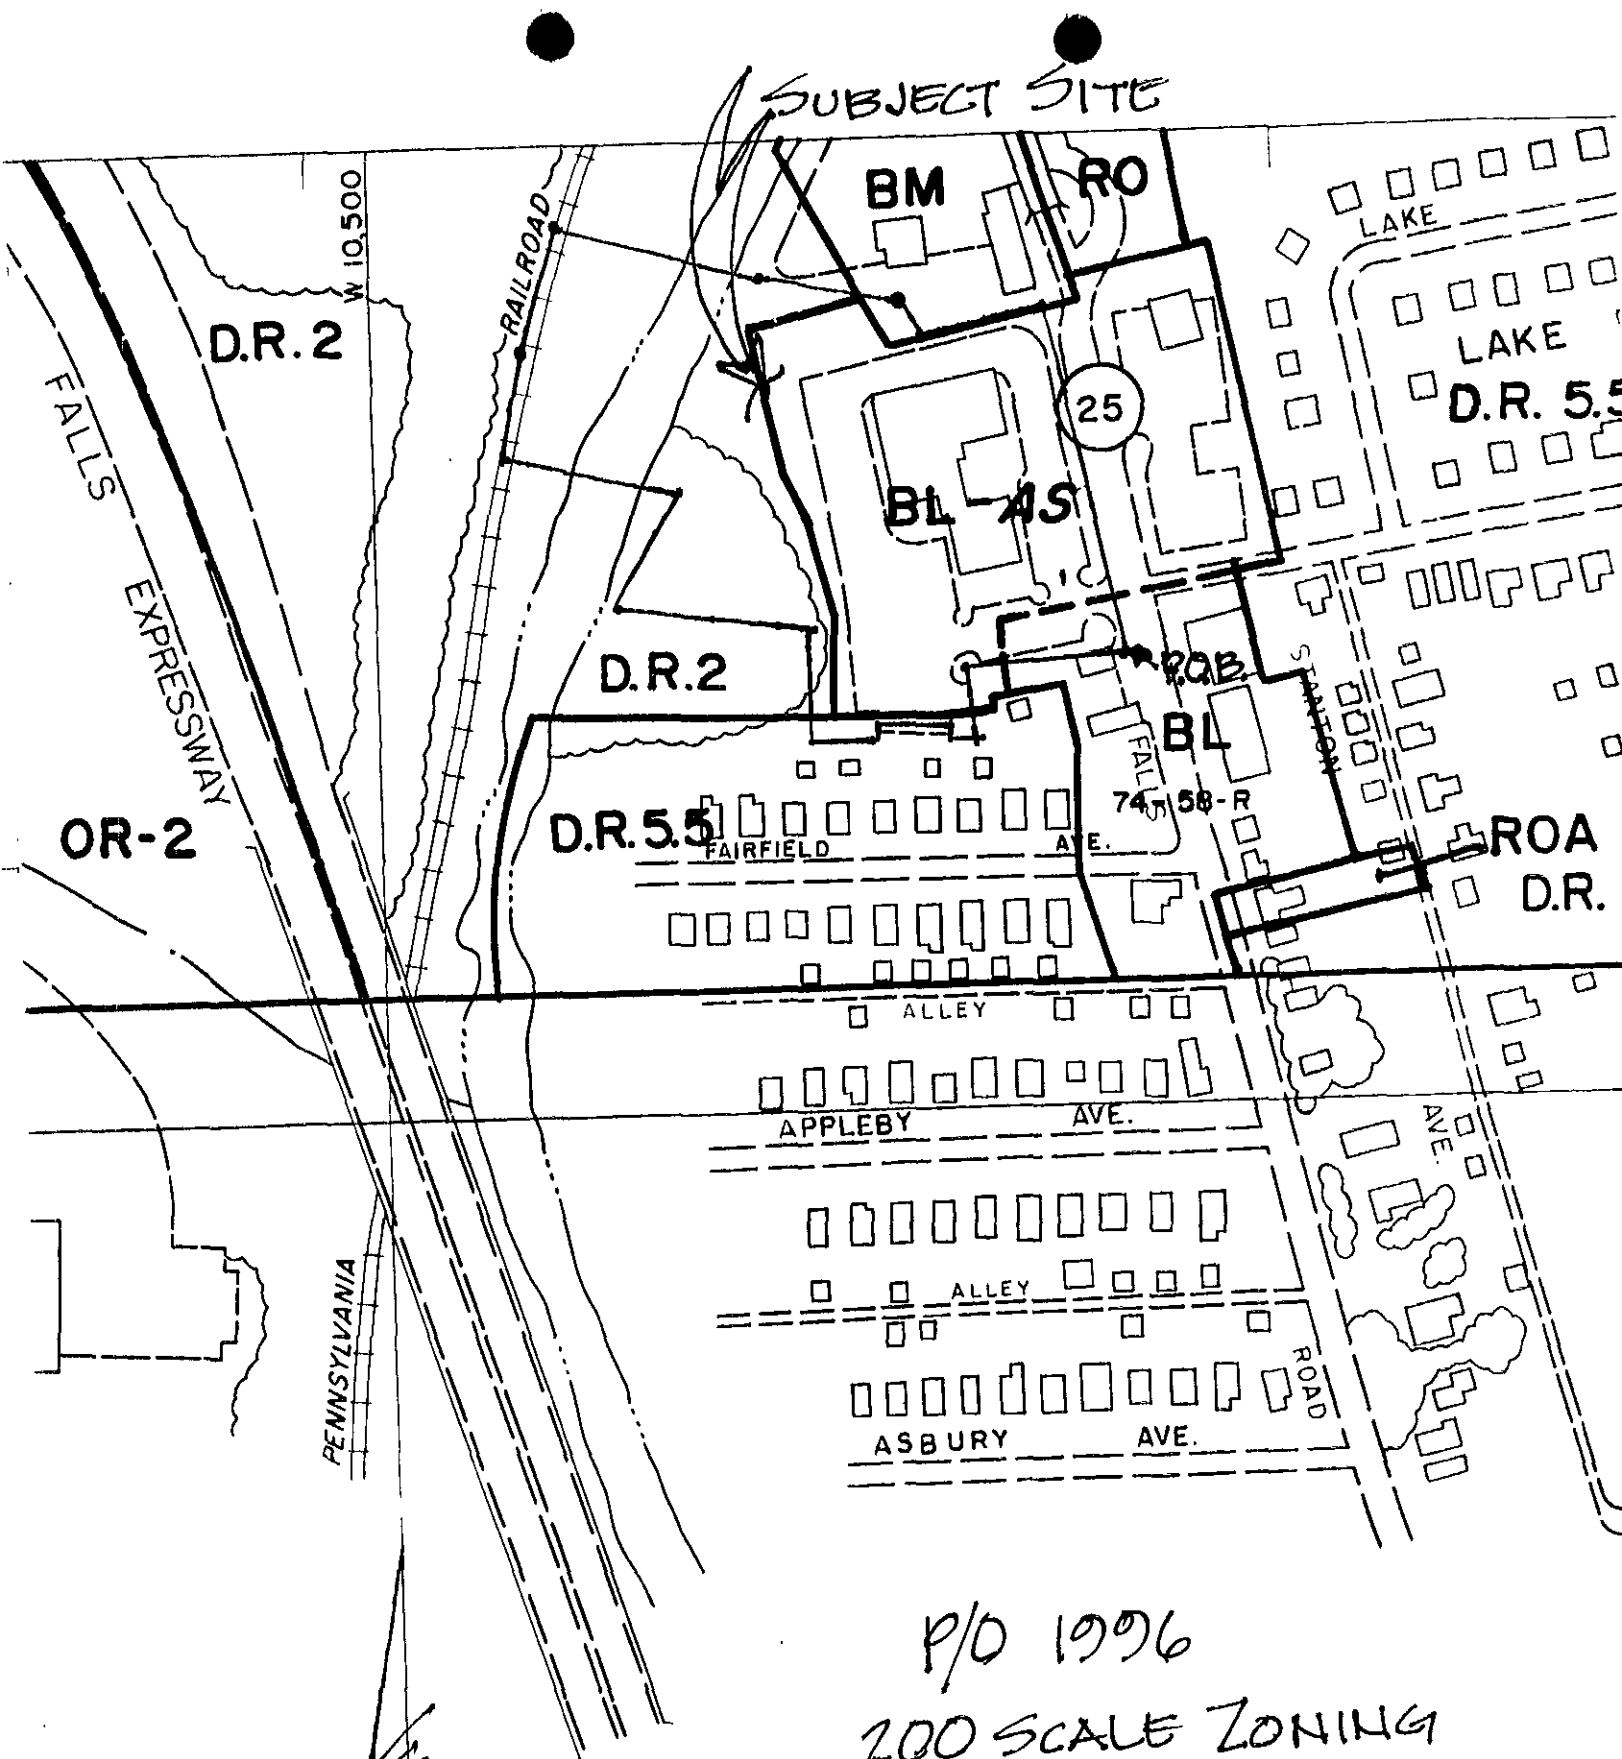 SUBJECT SITE
BM
RO
LAKE
W 10,500
RAILROAD
D.R. 2
LAKE
D.R. 5.5
25
FALLS
BL-AS
EXPRESSWAY
D.R. 2
P.O.B.
STANTON
BL
FALLS
74-58-R
OR-2
D.R. 5.5
FAIRFIELD AVE.
ROA
D.R.
ALLEY
APPLEBY AVE.
AVE.
PENNSYLVANIA
ALLEY
ROAD
ASBURY AVE.
P/O 1996
200 SCALE ZONING